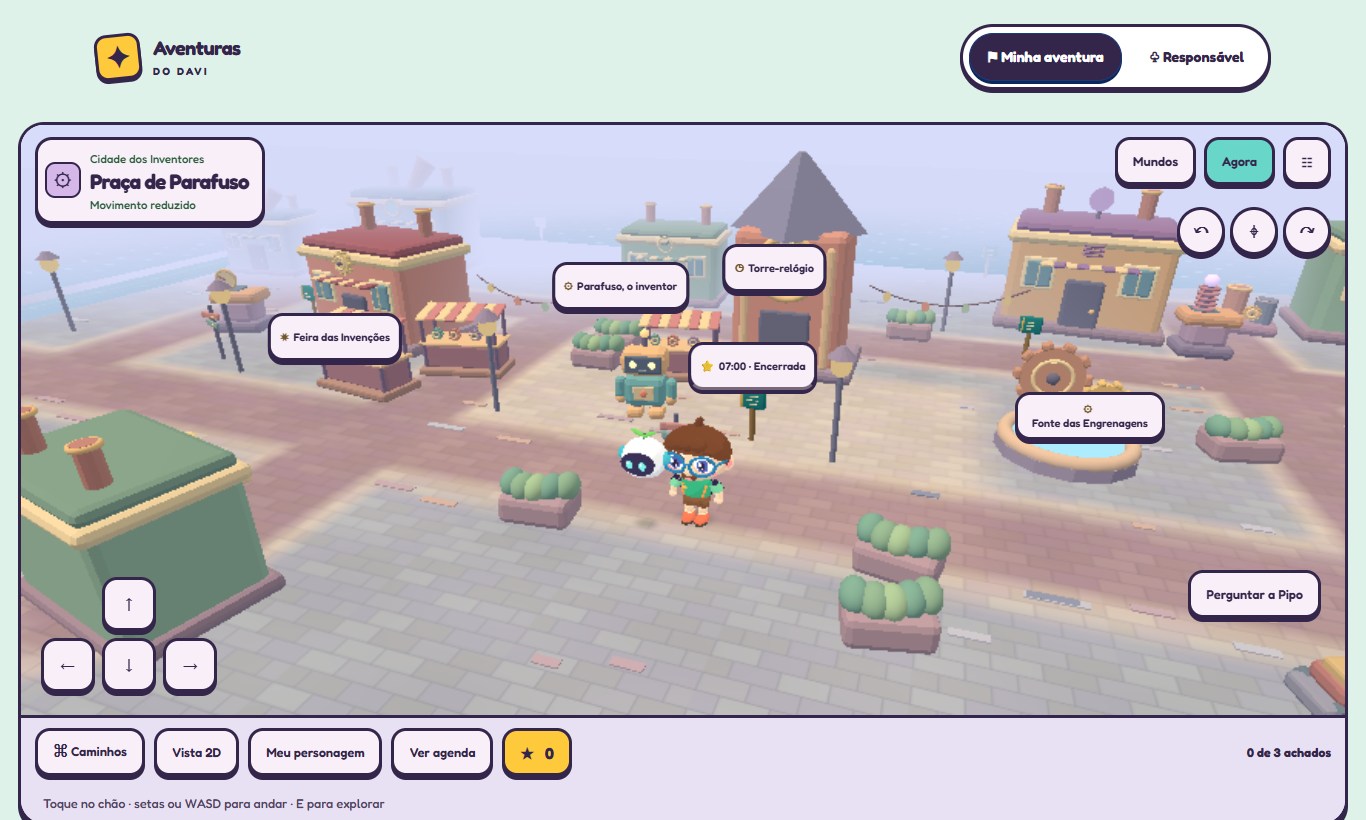 Aventuras
DO DAVI
Minha aventura
Responsável
Cidade dos Inventores
Praça de Parafuso
Movimento reduzido
Mundos
Agora
Parafuso, o inventor
Torre-relógio
Feira das Invenções
07:00 · Encerrada
Fonte das Engrenagens
Perguntar a Pipo
⌘ Caminhos
Vista 2D
Meu personagem
Ver agenda
★ 0
0 de 3 achados
Toque no chão · setas ou WASD para andar · E para explorar